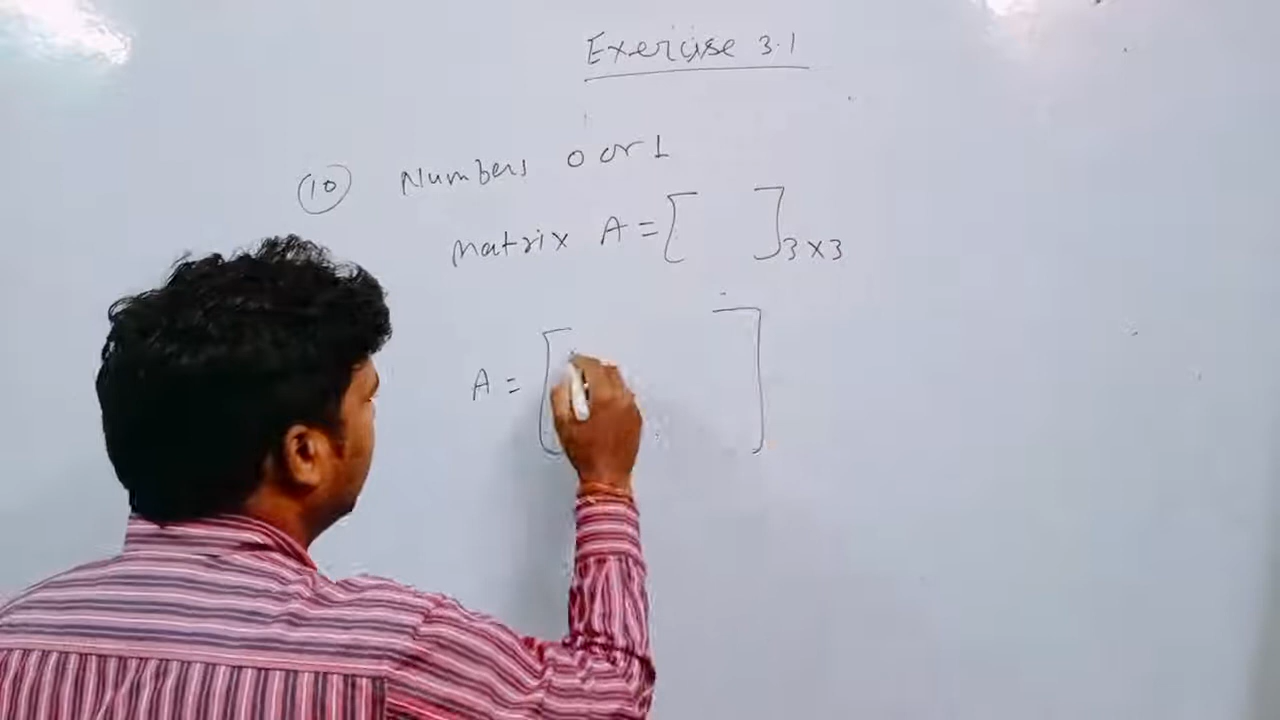 Exercise 3.1
(10) Numbers 0 or 1
matrix A = [ ]3×3
A = [ ]